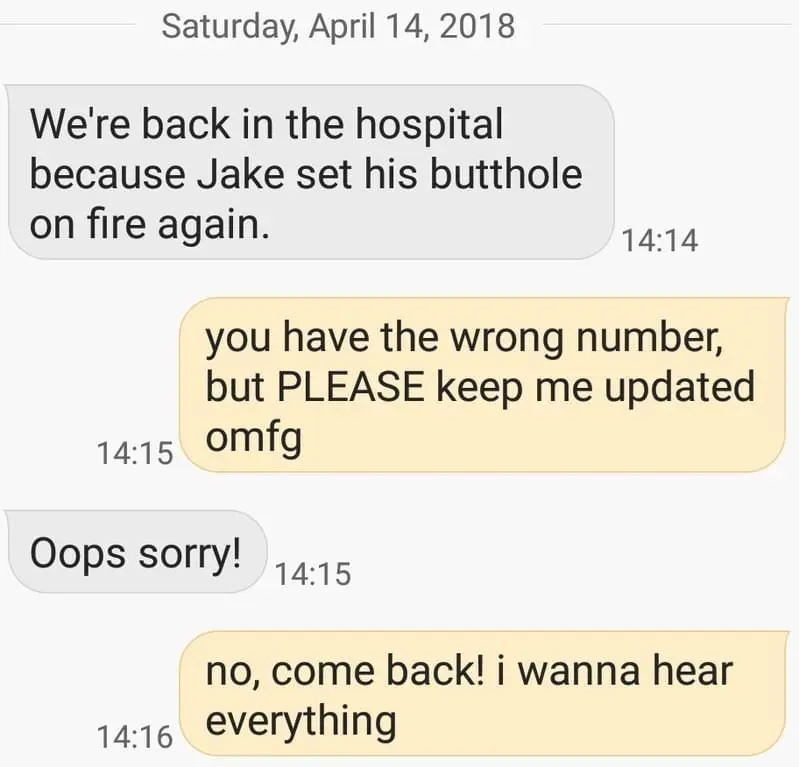 Saturday, April 14, 2018
We're back in the hospital
because Jake set his butthole
on fire again.
14:14
you have the wrong number,
but PLEASE keep me updated
omfg
14:15
Oops sorry!
14:15
no, come back! i wanna hear
everything
14:16